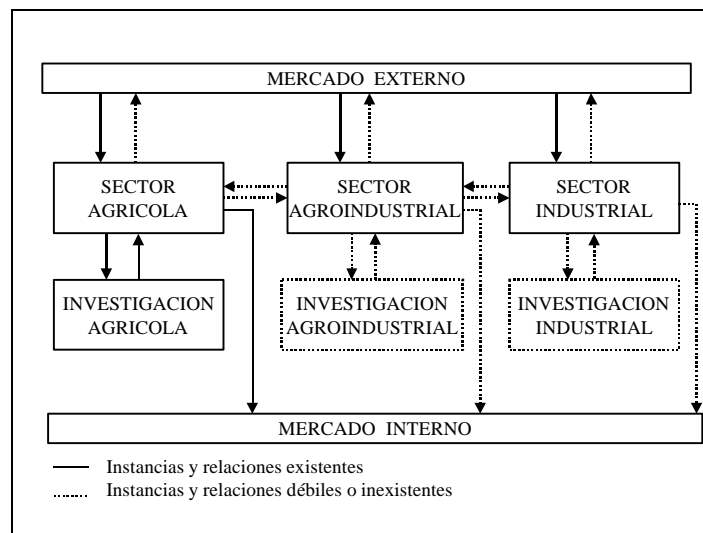 MERCADO EXTERNO
SECTOR
AGRICOLA
SECTOR
AGROINDUSTRIAL
SECTOR
INDUSTRIAL
INVESTIGACION
AGRICOLA
INVESTIGACION
AGROINDUSTRIAL
INVESTIGACION
INDUSTRIAL
MERCADO INTERNO
Instancias y relaciones existentes
Instancias y relaciones débiles o inexistentes